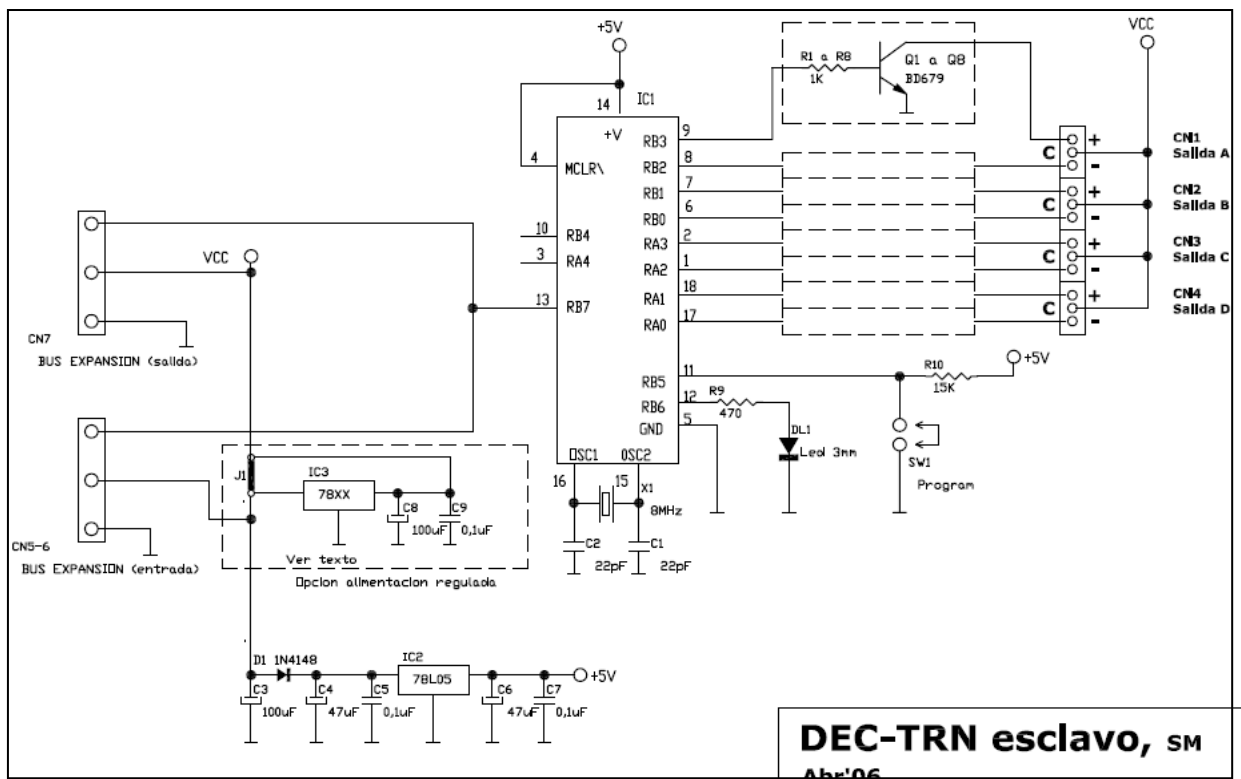 +5V
VCC
R1 a R8
1K
Q1 a Q8
BD679
14
IC1
+V
4
MCLR\
RB3
9
RB2
8
RB1
7
RB0
6
RA3
2
RA2
1
RA1
18
RA0
17
10
RB4
3
RA4
13
RB7
+
C
-
CN1
Salida A
+
C
-
CN2
Salida B
+
C
-
CN3
Salida C
+
C
-
CN4
Salida D
VCC
CN7
BUS EXPANSION (salida)
RB5
11
R10
15K
+5V
RB6
12
R9
470
GND
5
DL1
Led 3mm
SW1
Program
OSC1
OSC2
16
15
X1
8MHz
C2
22pF
C1
22pF
J1
IC3
78XX
C8
100uF
C9
0,1uF
Ver texto
Opcion alimentacion regulada
CN5-6
BUS EXPANSION (entrada)
D1 1N4148
IC2
78L05
+5V
C3
100uF
C4
47uF
C5
0,1uF
C6
47uF
C7
0,1uF
DEC-TRN esclavo, SM
Abr'06